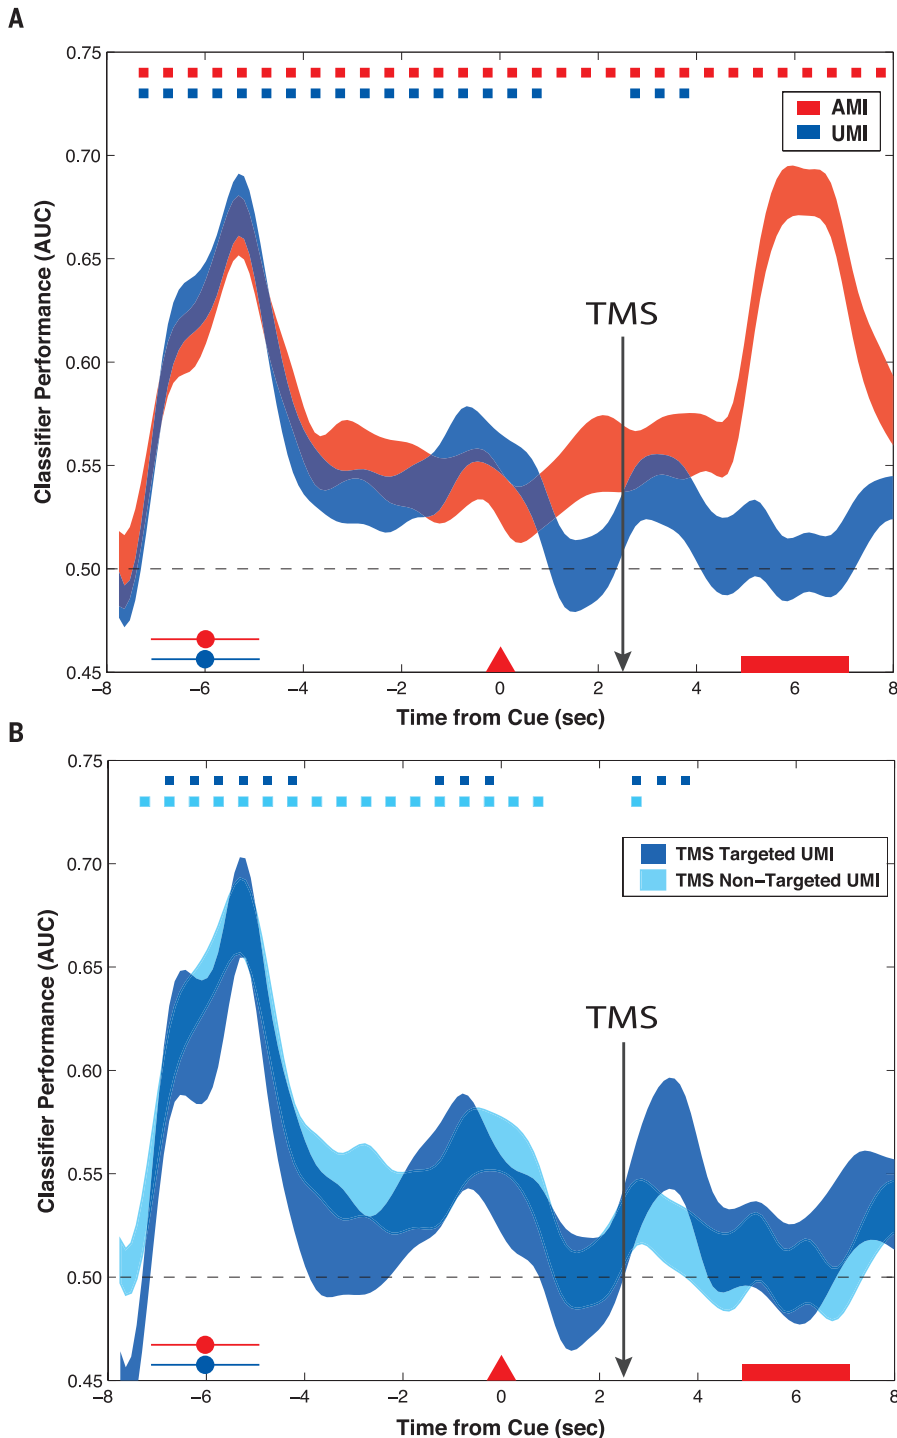 A
0.75
0.70
0.65
0.60
0.55
0.50
0.45
Classifier Performance (AUC)
AMI
UMI
TMS
−8 −6 −4 −2 0 2 4 6 8
Time from Cue (sec)
B
0.75
0.70
0.65
0.60
0.55
0.50
0.45
Classifier Performance (AUC)
TMS Targeted UMI
TMS Non−Targeted UMI
TMS
−8 −6 −4 −2 0 2 4 6 8
Time from Cue (sec)